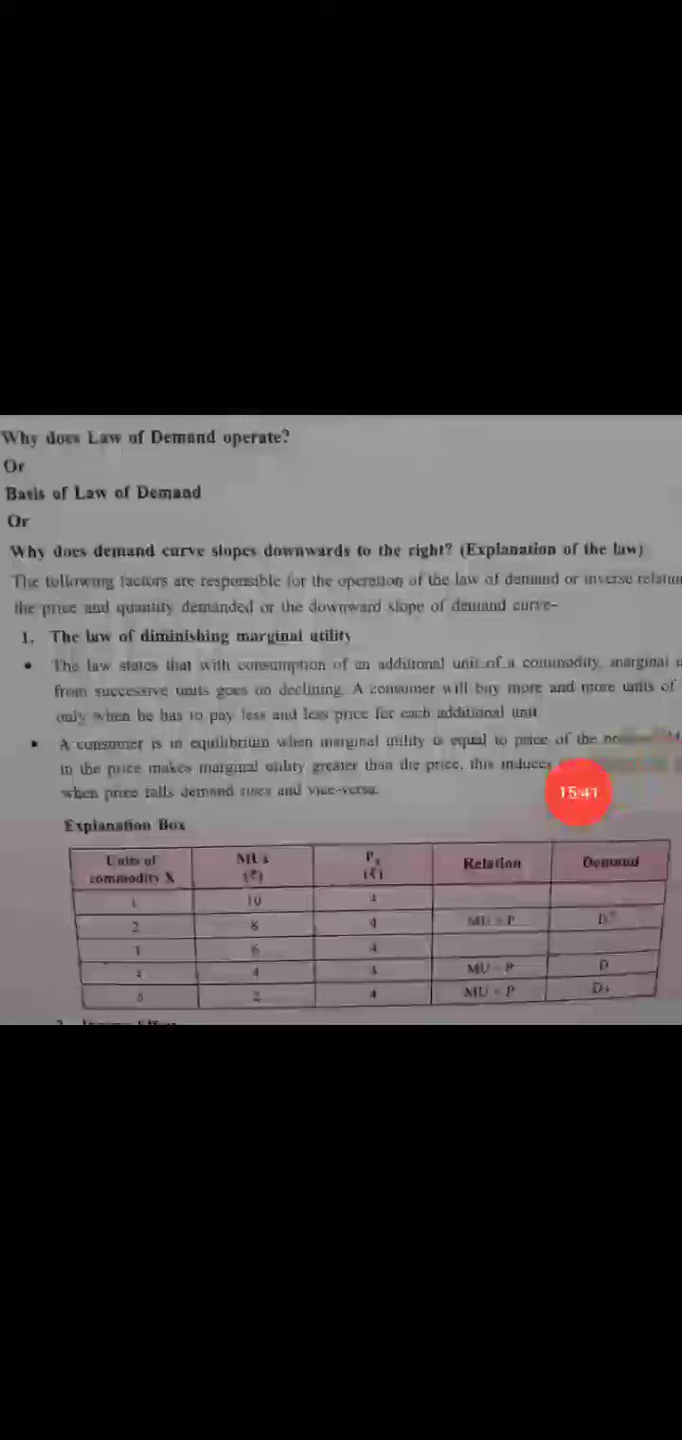 Why does Law of Demand operate?
Or
Basis of Law of Demand
Or
Why does demand curve slopes downwards to the right? (Explanation of the law)
The following factors are responsible for the operation of the law of demand or inverse
the price and quantity demanded or the downward slope of demand curve-
1. The law of diminishing marginal utility
• The law states that with consumption of an additional unit of a commodity, marginal
from successive units goes on declining. A consumer will buy more and more units of
only when he has to pay less and less price for each additional unit
• A consumer is in equilibrium when marginal utility is equal to price of the
in the price makes marginal utility greater than the price, this induces
when price falls demand rises and vice-versa.
15:41
Explanation Box
Units of commodity X MUx (₹) Px (₹) Relation Demand
1 10 4
2 8 4 MU P D
6 4
4 4 MU P D
2 4 MU P D